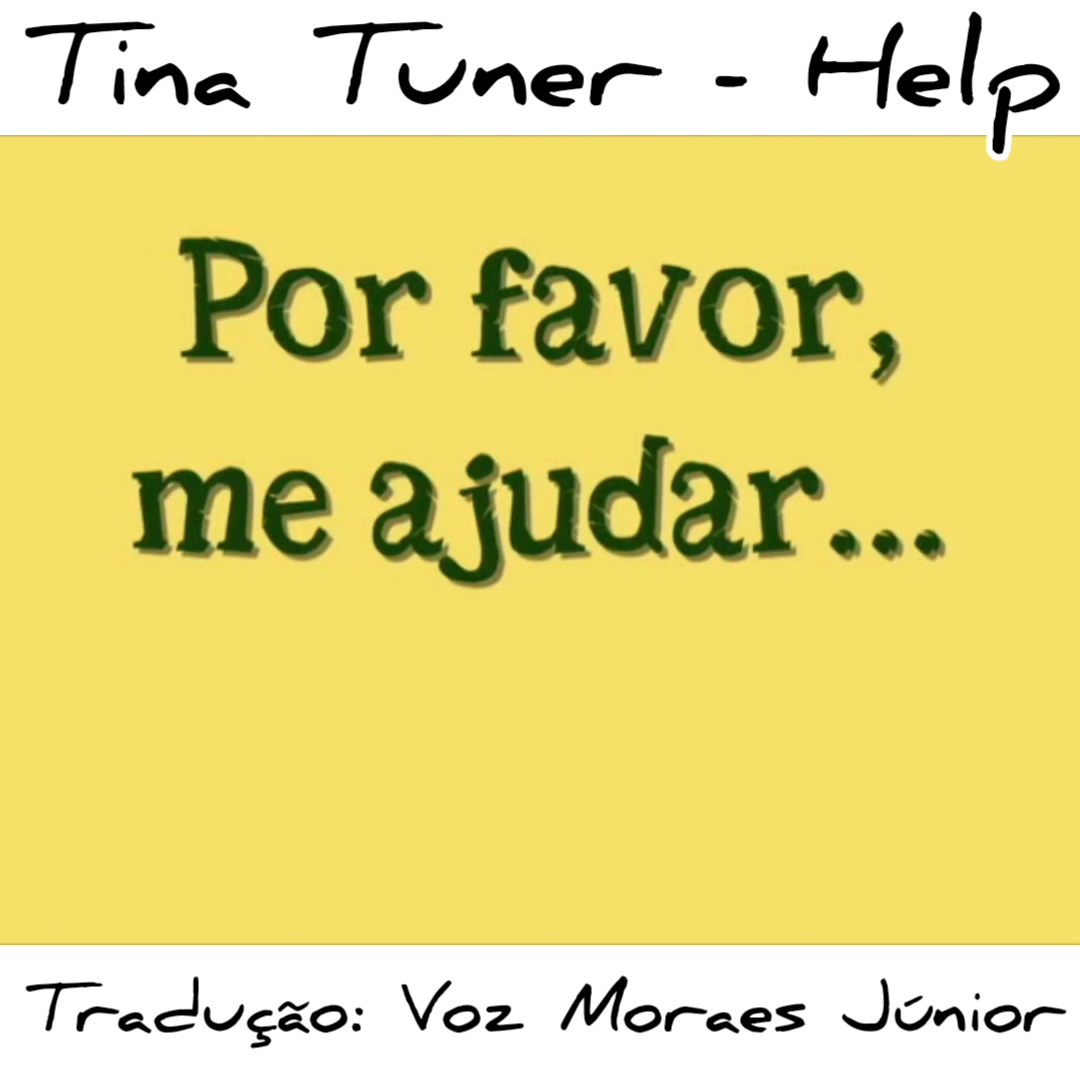 Tina Tuner - Help
Por favor,
me ajudar...
Tradução: Voz Moraes Júnior